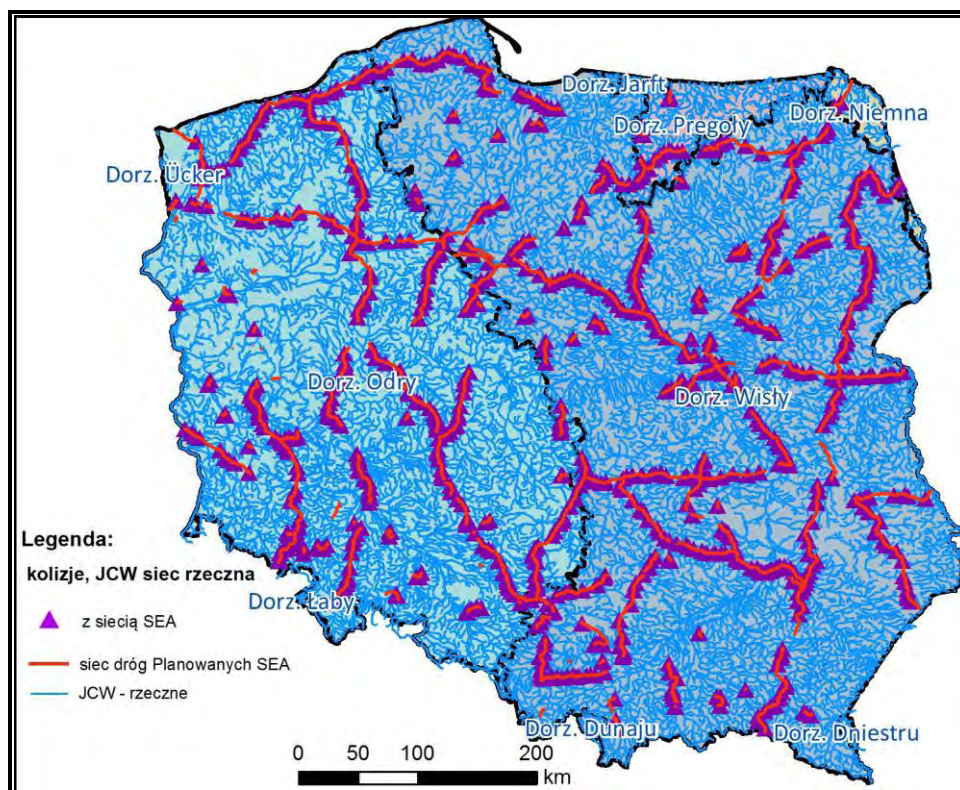 Dorz. Jarft
Dorz. Niemna
Dorz. Pregoły
Dorz. Ücker
Dorz. Odry
Dorz. Wisły
Legenda:
kolizje, JCW siec rzeczna
z siecią SEA
siec dróg Planowanych SEA
JCW - rzeczne
Dorz. Łaby
Dorz. Dunaju
Dorz. Dniestru
0 50 100 200
km